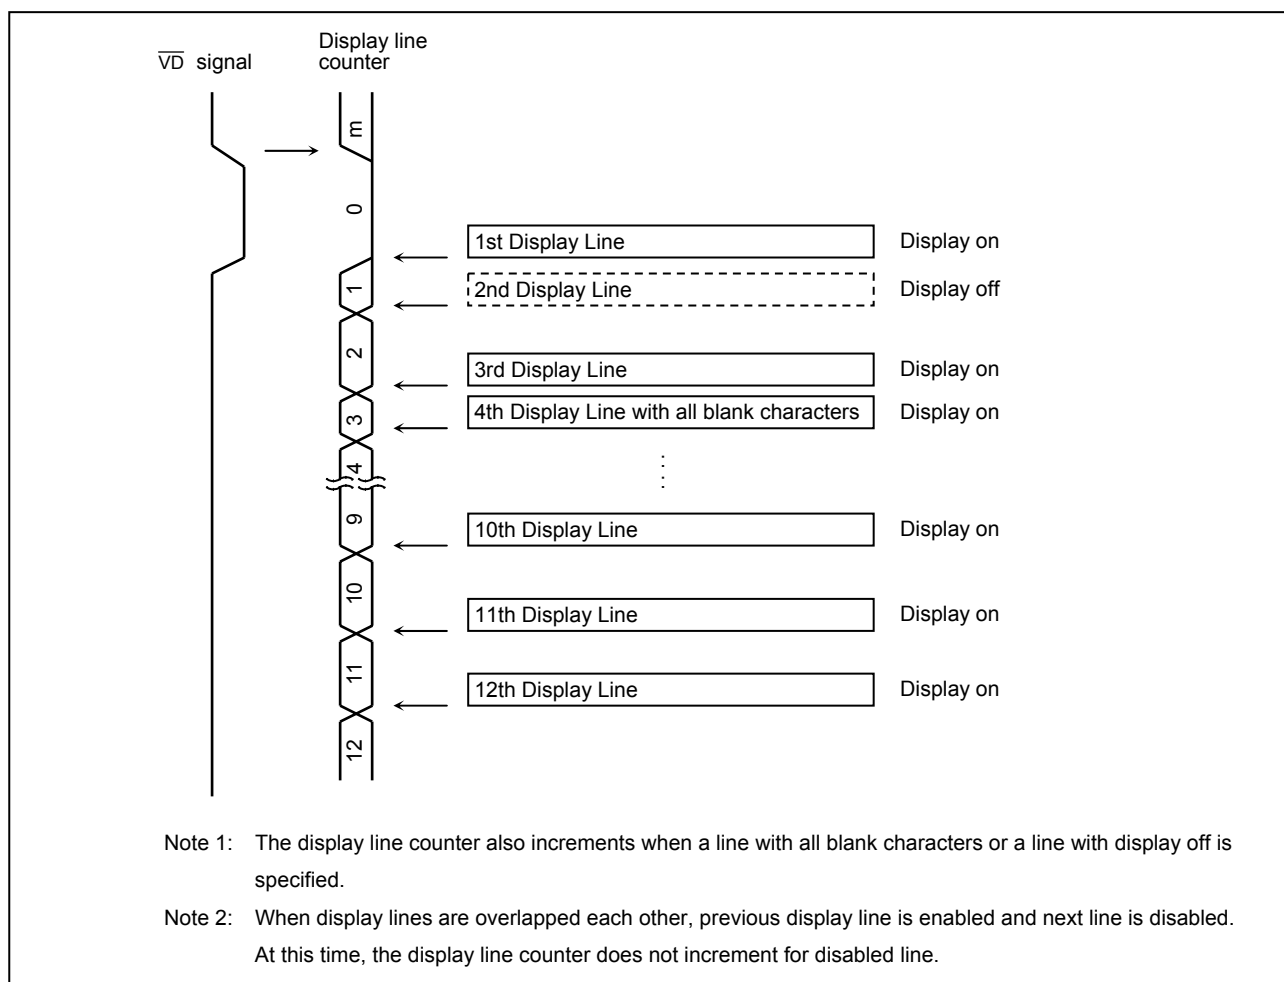 Display line
VD signal counter
m
0
1st Display Line Display on
1
2nd Display Line Display off
2
3rd Display Line Display on
3
4th Display Line with all blank characters Display on
4
9
10th Display Line Display on
10
11th Display Line Display on
11
12th Display Line Display on
12
Note 1: The display line counter also increments when a line with all blank characters or a line with display off is
specified.
Note 2: When display lines are overlapped each other, previous display line is enabled and next line is disabled.
At this time, the display line counter does not increment for disabled line.